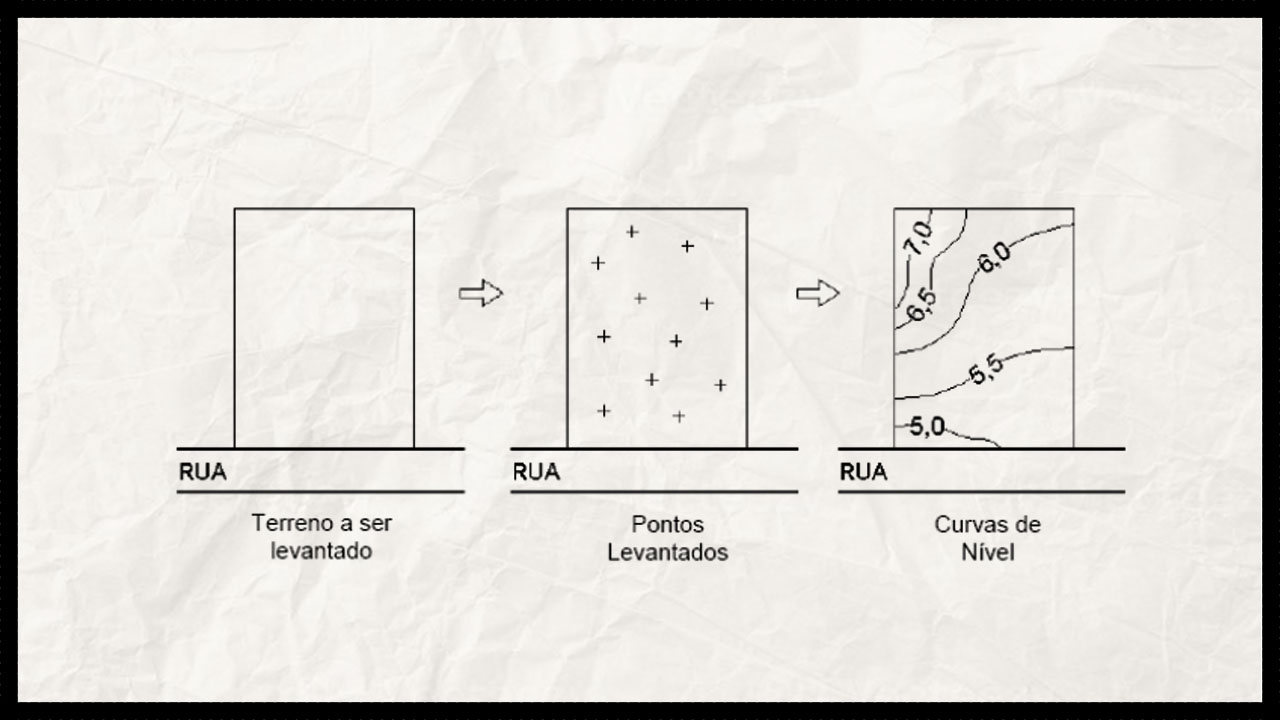 7,0
6,0
6,5
5,5
5,0
RUA
RUA
RUA
Terreno a ser
levantado
Pontos
Levantados
Curvas de
Nível